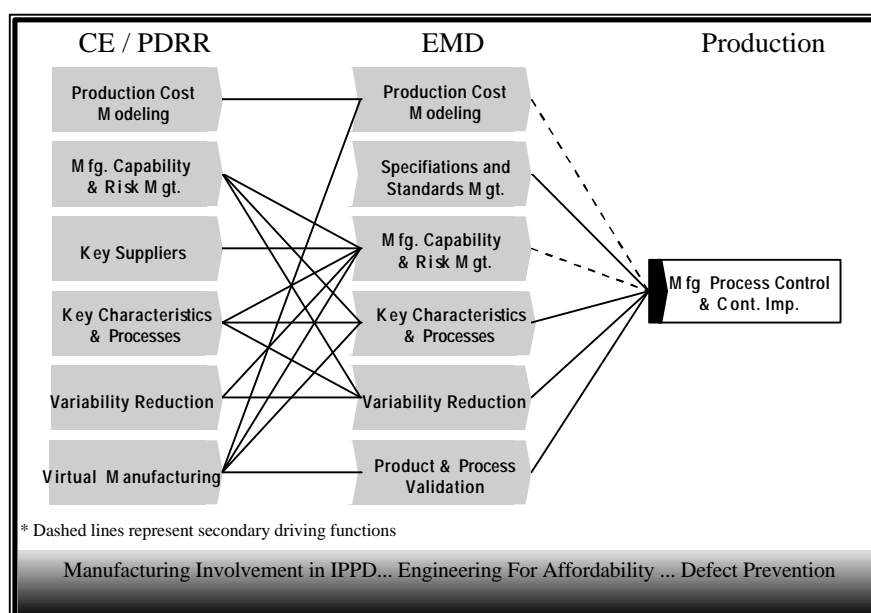 CE / PDRR
EMD
Production
Production Cost
Modeling
Mfg. Capability
& Risk Mgt.
Key Suppliers
Key Characteristics
& Processes
Variability Reduction
Virtual Manufacturing
Production Cost
Modeling
Specifiations and
Standards Mgt.
Mfg. Capability
& Risk Mgt.
Key Characteristics
& Processes
Variability Reduction
Product & Process
Validation
Mfg Process Control
& Cont. Imp.
* Dashed lines represent secondary driving functions
Manufacturing Involvement in IPPD... Engineering For Affordability ... Defect Prevention